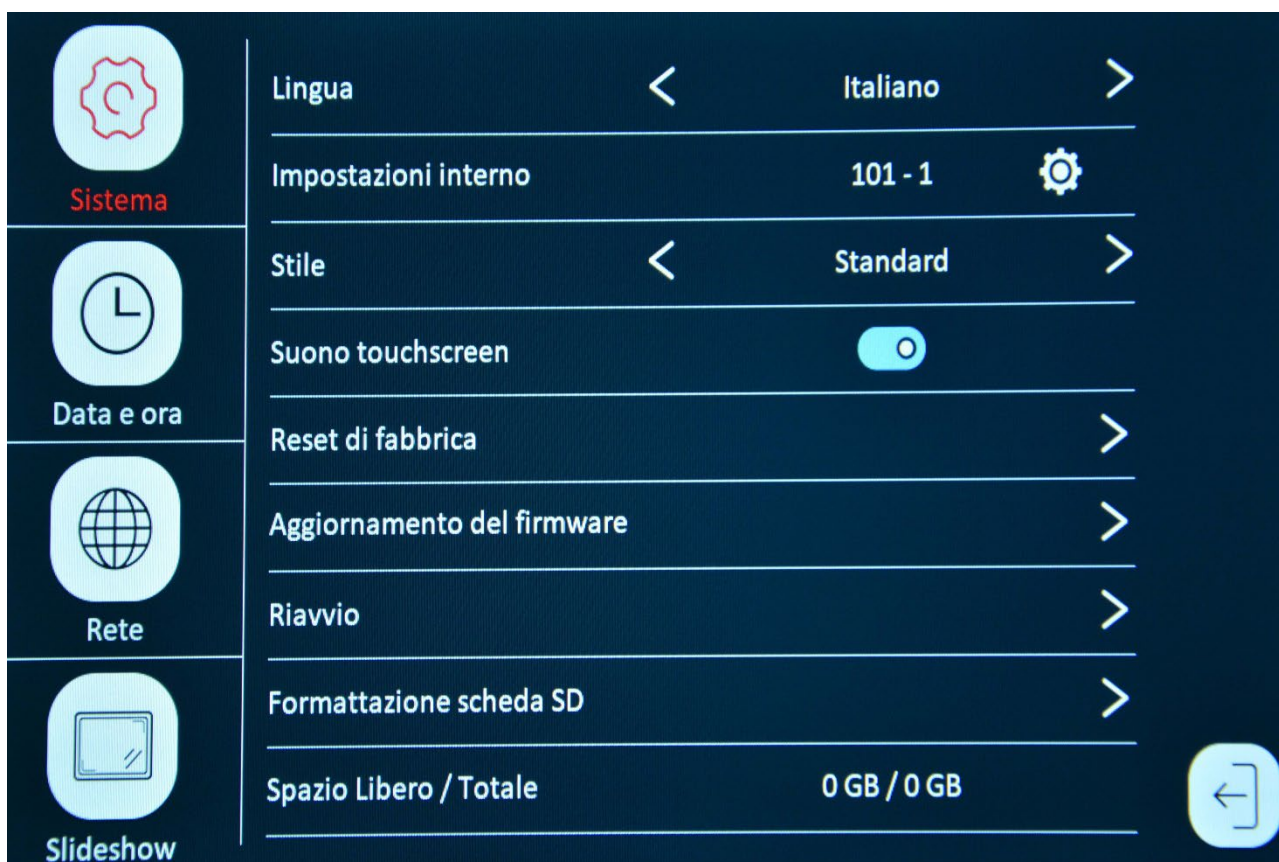 Sistema
Data e ora
Rete
Slideshow
Lingua Italiano
Impostazioni interno 101 - 1
Stile Standard
Suono touchscreen
Reset di fabbrica
Aggiornamento del firmware
Riavvio
Formattazione scheda SD
Spazio Libero / Totale 0 GB / 0 GB